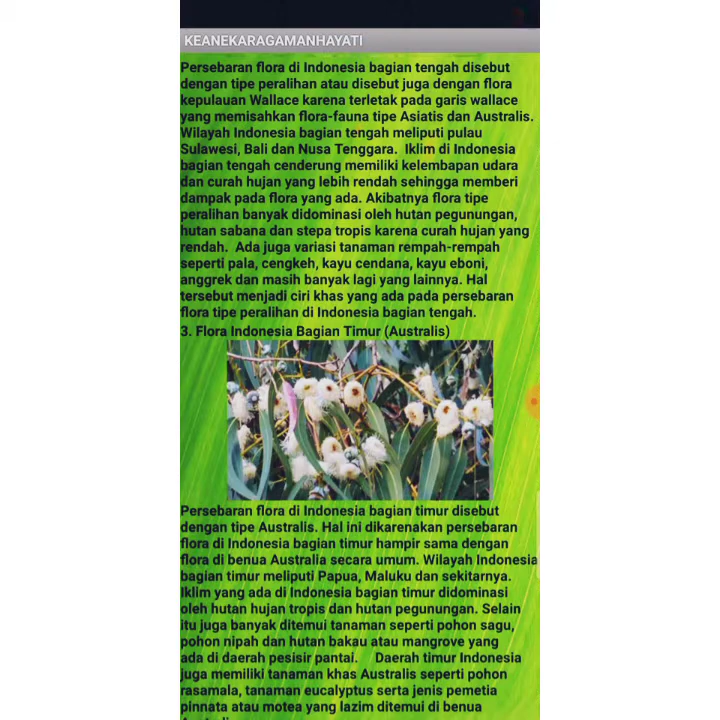 KEANEKARAGAMANHAYATI
Persebaran flora di Indonesia bagian tengah disebut
dengan tipe peralihan atau disebut juga dengan flora
kepulauan Wallace karena terletak pada garis wallace
yang memisahkan flora-fauna tipe Asiatis dan Australis.
Wilayah Indonesia bagian tengah meliputi pulau
Sulawesi, Bali dan Nusa Tenggara.  Iklim di Indonesia
bagian tengah cenderung memiliki kelembapan udara
dan curah hujan yang lebih rendah sehingga memberi
dampak pada flora yang ada. Akibatnya flora tipe
peralihan banyak didominasi oleh hutan pegunungan,
hutan sabana dan stepa tropis karena curah hujan yang
rendah.  Ada juga variasi tanaman rempah-rempah
seperti pala, cengkeh, kayu cendana, kayu eboni,
anggrek dan masih banyak lagi yang lainnya. Hal
tersebut menjadi ciri khas yang ada pada persebaran
flora tipe peralihan di Indonesia bagian tengah.
3. Flora Indonesia Bagian Timur (Australis)
Persebaran flora di Indonesia bagian timur disebut
dengan tipe Australis. Hal ini dikarenakan persebaran
flora di Indonesia bagian timur hampir sama dengan
flora di benua Australia secara umum. Wilayah Indonesia
bagian timur meliputi Papua, Maluku dan sekitarnya.
Iklim yang ada di Indonesia bagian timur didominasi
oleh hutan hujan tropis dan hutan pegunungan. Selain
itu juga banyak ditemui tanaman seperti pohon sagu,
pohon nipah dan hutan bakau atau mangrove yang
ada di daerah pesisir pantai.    Daerah timur Indonesia
juga memiliki tanaman khas Australis seperti pohon
rasamala, tanaman eucalyptus serta jenis pemetia
pinnata atau motea yang lazim ditemui di benua